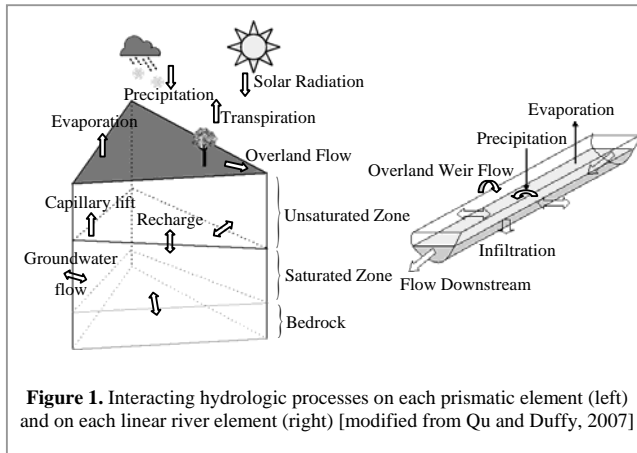 Solar Radiation
Precipitation
Transpiration
Evaporation
Overland Flow
Capillary lift
Recharge
Unsaturated Zone
Groundwater
flow
Saturated Zone
Bedrock
Evaporation
Precipitation
Overland Weir Flow
Infiltration
Flow Downstream
Figure 1. Interacting hydrologic processes on each prismatic element (left)
and on each linear river element (right) [modified from Qu and Duffy, 2007]